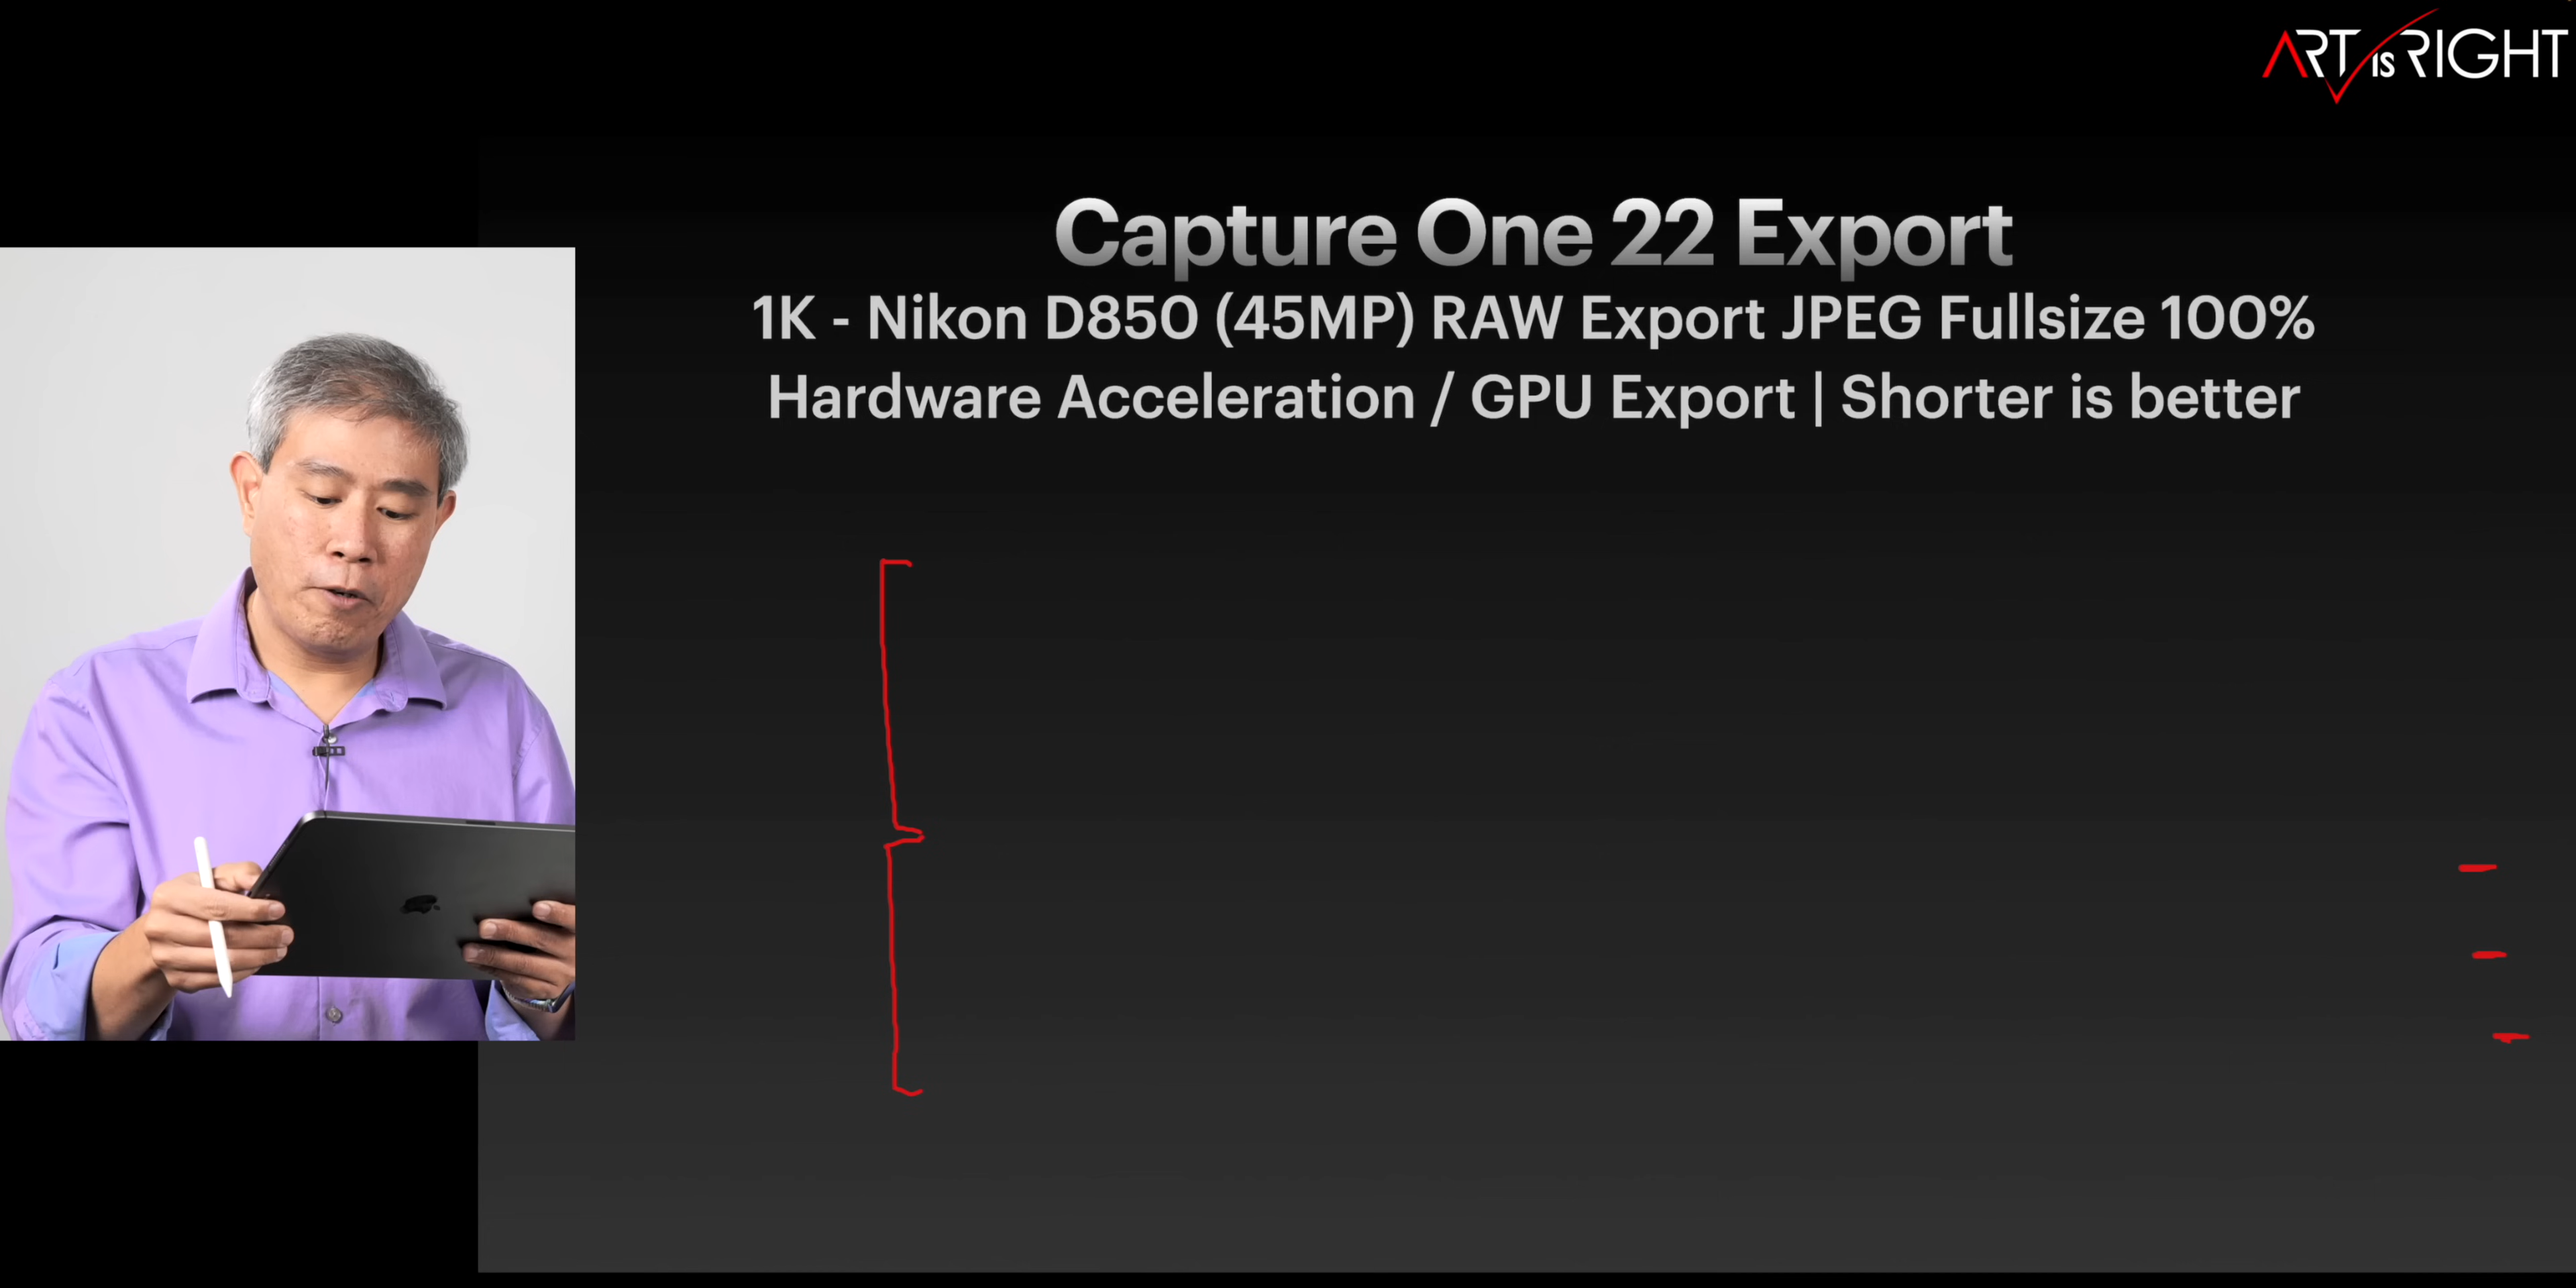 ART IS RIGHT
Capture One 22 Export
1K - Nikon D850 (45MP) RAW Export JPEG Fullsize 100%
Hardware Acceleration / GPU Export | Shorter is better